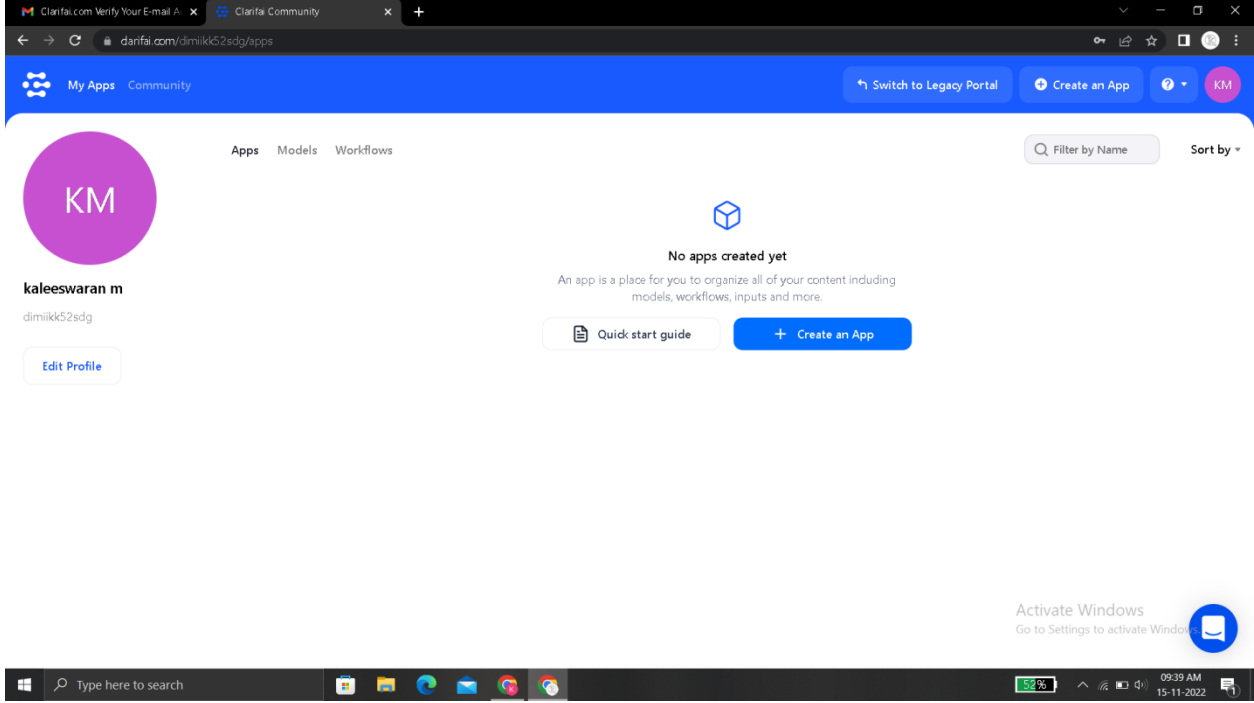 Clarifai.com Verify Your E-mail A
Clarifai Community
clarifai.com/dimiikk52sdg/apps
My Apps Community
Switch to Legacy Portal
Create an App
KM
Apps Models Workflows
Filter by Name
Sort by
KM
No apps created yet
kaleeswaran m
An app is a place for you to organize all of your content including
models, workflows, inputs and more.
dimiikk52sdg
Quick start guide
+ Create an App
Edit Profile
Activate Windows
Go to Settings to activate Windows.
Type here to search
52%
09:39 AM
15-11-2022